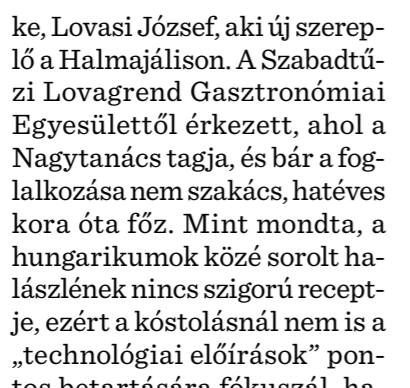 ke, Lovasi József, aki új szerep-
lő a Halmajálison. A Szabadtű-
zi Lovagrend Gasztronómiai
Egyesülettől érkezett, ahol a
Nagytanács tagja, és bár a fog-
lalkozása nem szakács, hatéves
kora óta főz. Mint mondta, a
hungarikumok közé sorolt ha-
lászlének nincs szigorú recept-
je, ezért a kóstolásnál nem is a
„technológiai előírások” pon-
tos betartására fókuszál, ha-